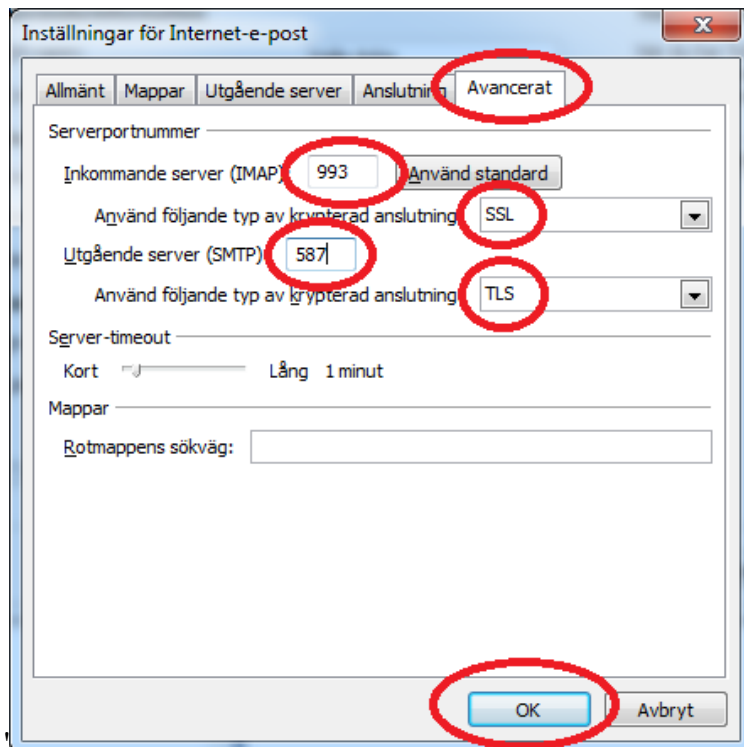 Inställningar för Internet-e-post
Allmänt Mappar Utgående server Anslutning Avancerat
Serverportnummer
Inkommande server (IMAP) 993 Använd standard
Använd följande typ av krypterad anslutning SSL
Utgående server (SMTP) 587
Använd följande typ av krypterad anslutning TLS
Server-timeout
Kort Lång 1 minut
Mappar
Rotmappens sökväg:
OK Avbryt